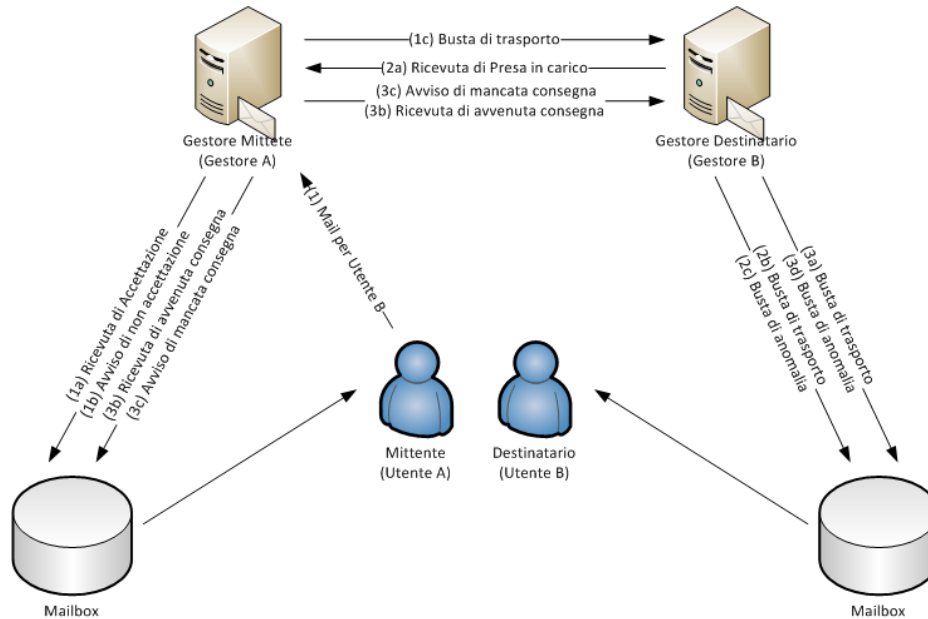 (1c) Busta di trasporto
(2a) Ricevuta di Presa in carico
(3c) Avviso di mancata consegna
(3b) Ricevuta di avvenuta consegna
Gestore Mittete
(Gestore A)
Gestore Destinatario
(Gestore B)
(1) Mail per Utente B
(1a) Ricevuta di Accettazione
(1b) Avviso di non accettazione
(3b) Ricevuta di avvenuta consegna
(3c) Avviso di mancata consegna
(3a) Busta di trasporto
(3d) Busta di anomalia
(2b) Busta di trasporto
(2c) Busta di anomalia
Mittente
(Utente A)
Destinatario
(Utente B)
Mailbox
Mailbox